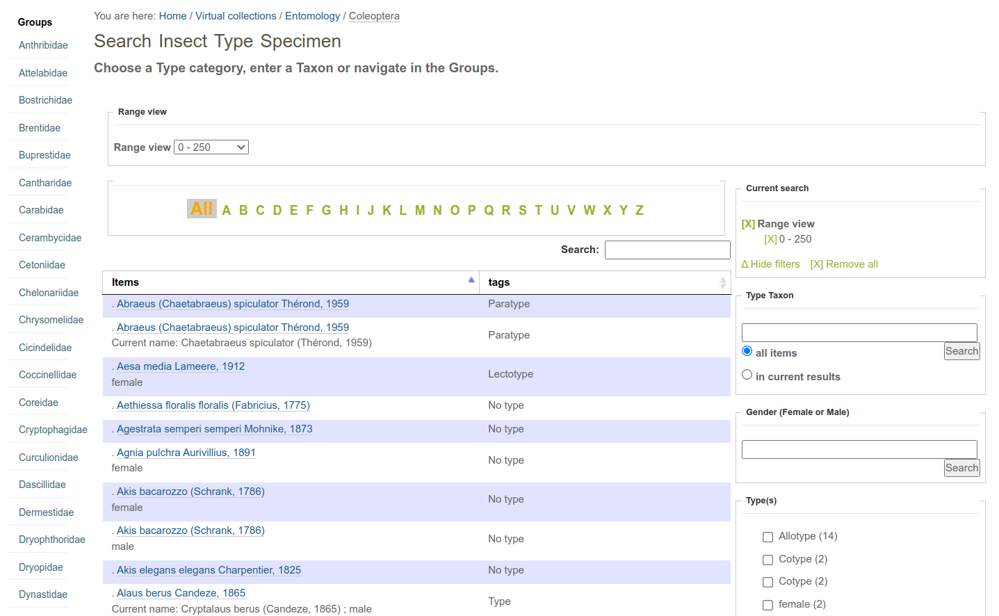 Groups
Anthribidae
Attelabidae
Bostrichidae
Brentidae
Buprestidae
Cantharidae
Carabidae
Cerambycidae
Cetoniidae
Chelonariidae
Chrysomelidae
Cicindelidae
Coccinellidae
Coreidae
Cryptophagidae
Curculionidae
Dascillidae
Dermestidae
Dryophthoridae
Dryopidae
Dynastidae
You are here: Home / Virtual collections / Entomology / Coleoptera
Search Insect Type Specimen
Choose a Type category, enter a Taxon or navigate in the Groups.
Range view
Range view 0 - 250
All A B C D E F G H I J K L M N O P Q R S T U V W X Y Z
Search:
Items tags
. Abraeus (Chaetabraeus) spiculator Thérond, 1959 Paratype
. Abraeus (Chaetabraeus) spiculator Thérond, 1959
Current name: Chaetabraeus spiculator (Thérond, 1959)
Paratype
. Aesa media Lameere, 1912
female
Lectotype
. Aethiessa floralis floralis (Fabricius, 1775) No type
. Agestrata semperi semperi Mohnike, 1873 No type
. Agnia pulchra Aurivillius, 1891
female
No type
. Akis bacarozzo (Schrank, 1786)
female
No type
. Akis bacarozzo (Schrank, 1786)
male
No type
. Akis elegans elegans Charpentier, 1825 No type
. Alaus berus Candeze, 1865
Current name: Cryptalaus berus (Candeze, 1865) ; male
Type
Current search
[X] Range view
[X] 0 - 250
Δ Hide filters [X] Remove all
Type Taxon
all items
Search
in current results
Gender (Female or Male)
Search
Type(s)
Allotype (14)
Cotype (2)
Cotype (2)
female (2)